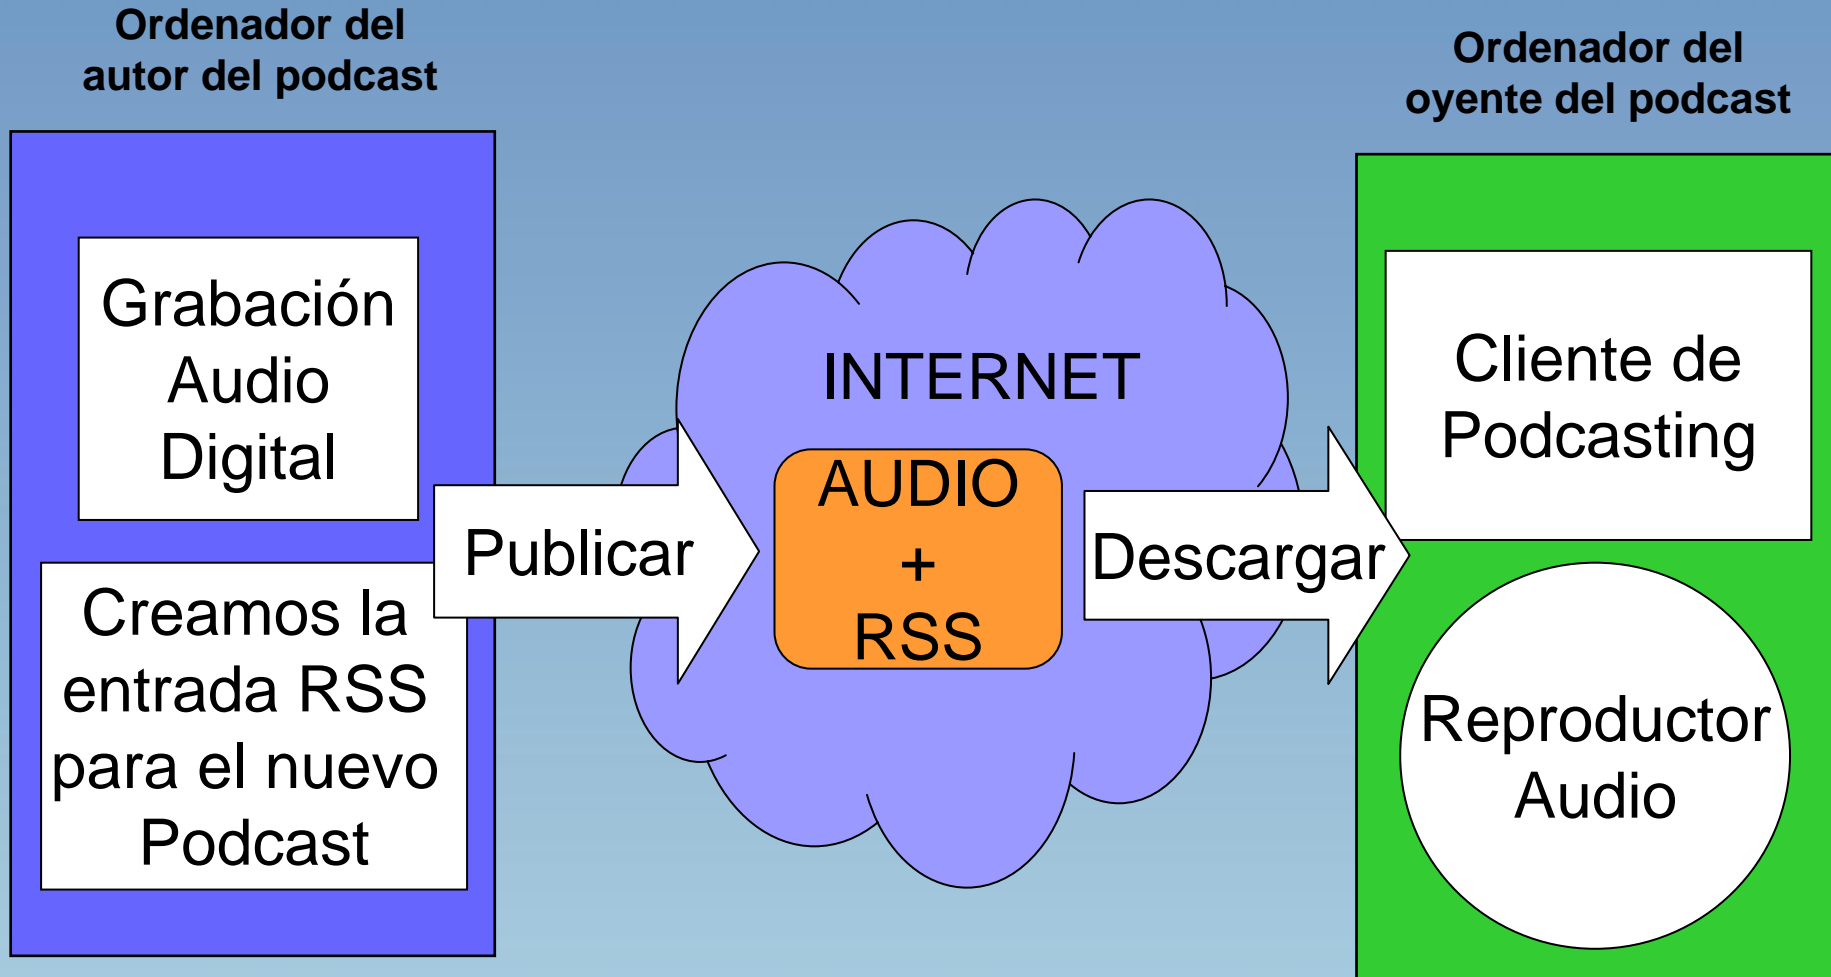 Ordenador del
autor del podcast
Grabación
Audio
Digital
Creamos la
entrada RSS
para el nuevo
Podcast
Publicar
INTERNET
AUDIO
+
RSS
Descargar
Ordenador del
oyente del podcast
Cliente de
Podcasting
Reproductor
Audio